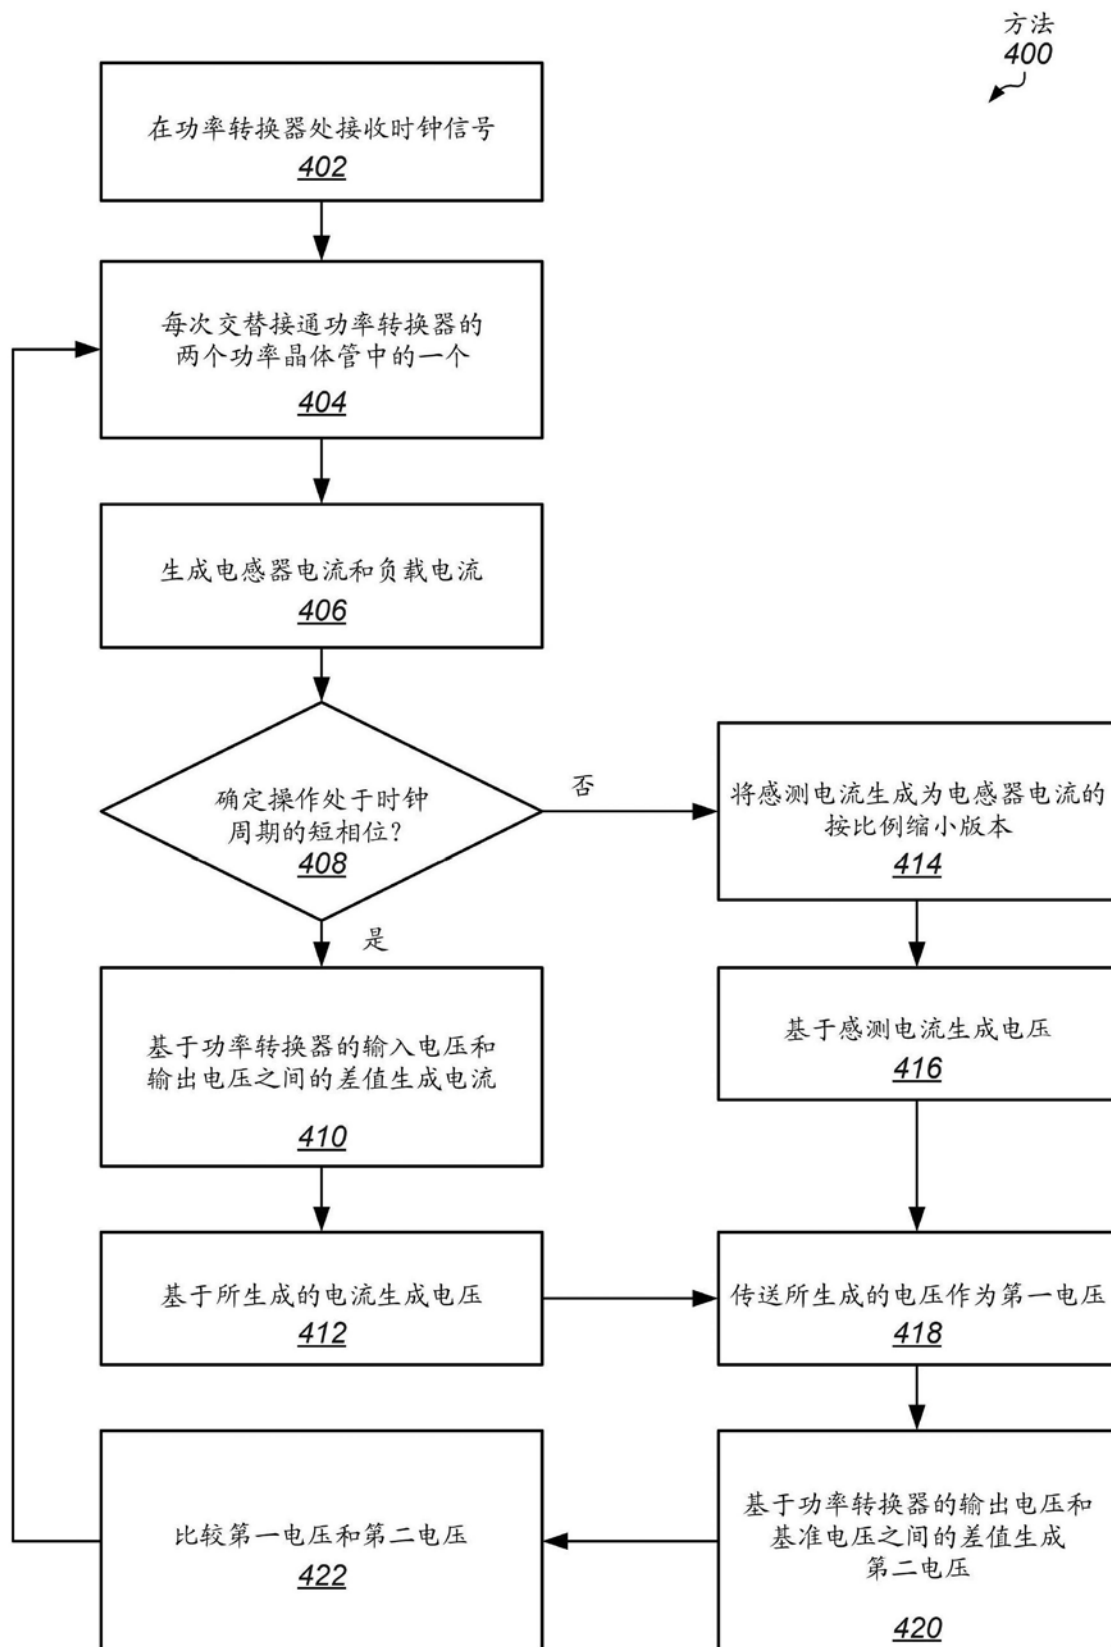 方法
400
在功率转换器处接收时钟信号
402
每次交替接通功率转换器的
两个功率晶体管中的一个
404
生成电感器电流和负载电流
406
确定操作处于时钟
周期的短相位？
408
否
是
将感测电流生成为电感器电流的
按比例缩小版本
414
基于功率转换器的输入电压和
输出电压之间的差值生成电流
410
基于感测电流生成电压
416
基于所生成的电流生成电压
412
传送所生成的电压作为第一电压
418
基于功率转换器的输出电压和
基准电压之间的差值生成
第二电压
420
比较第一电压和第二电压
422